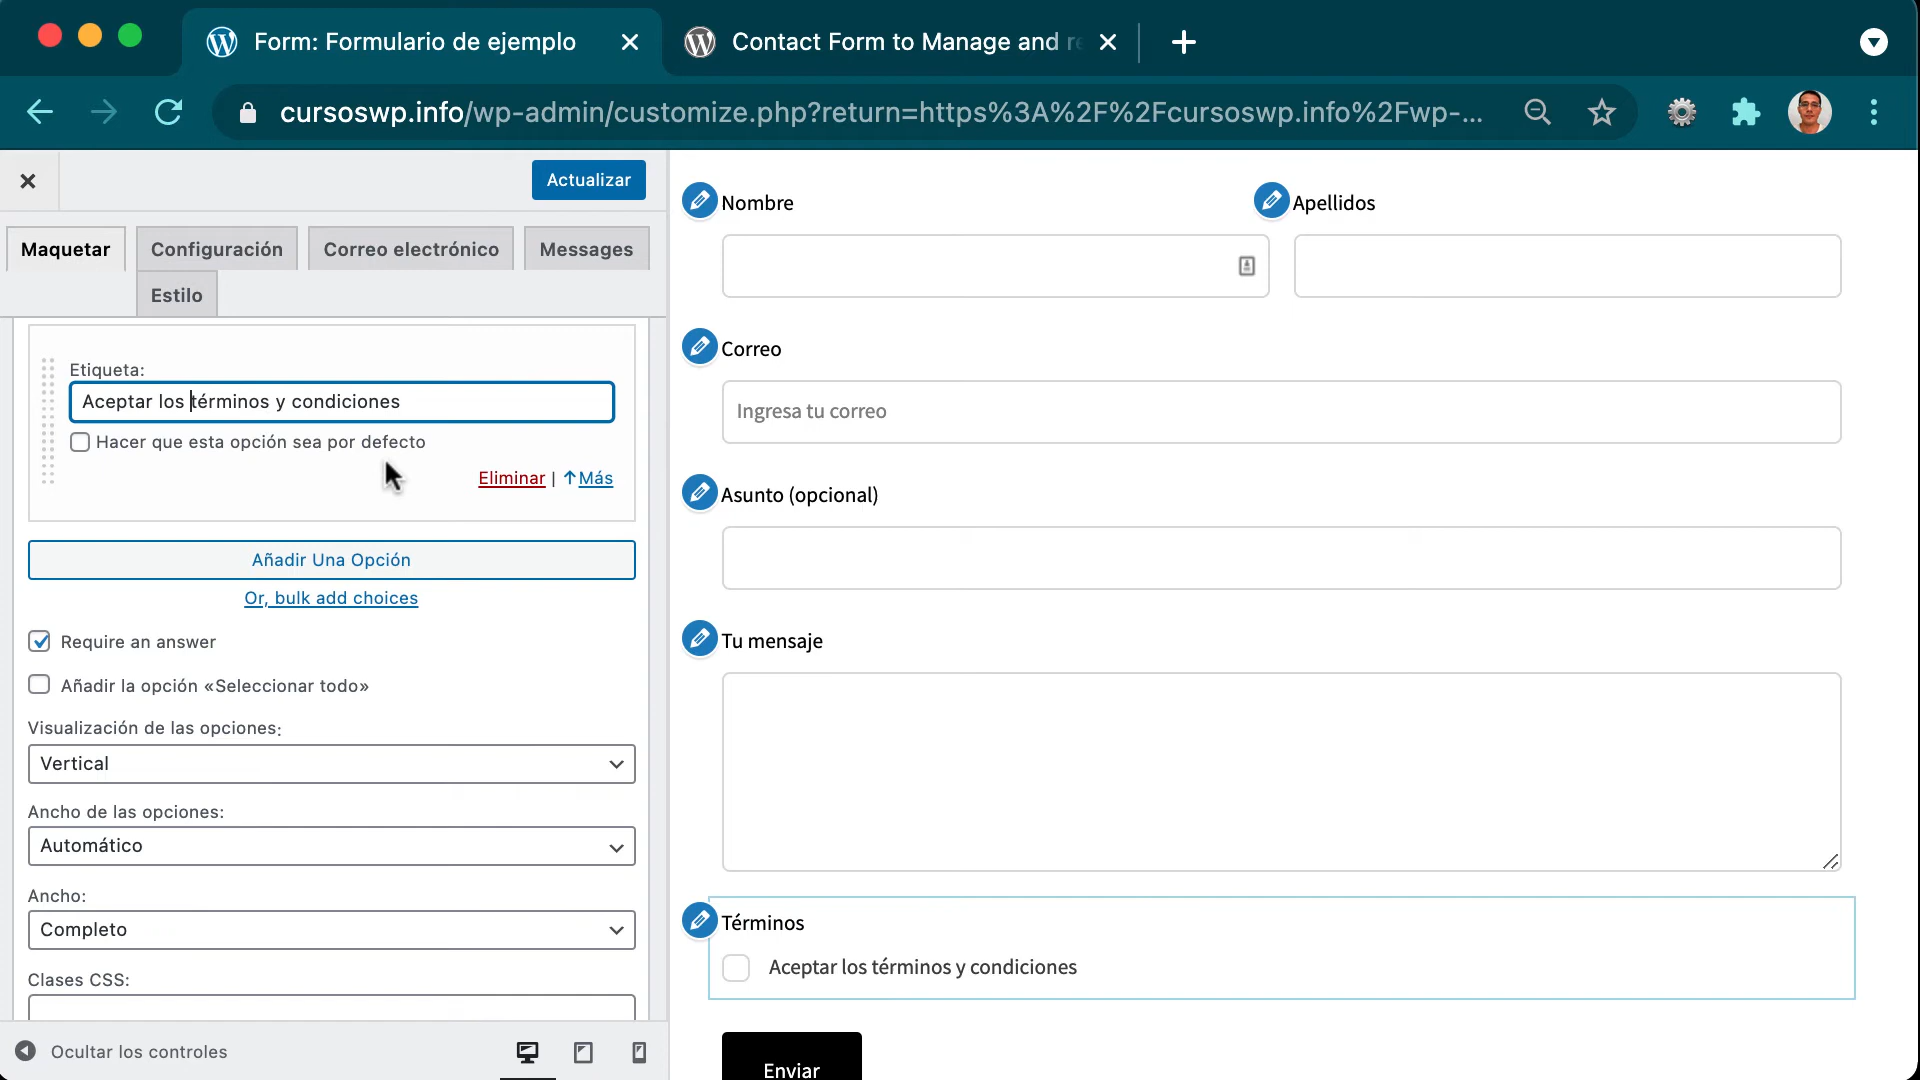 Form: Formulario de ejemplo
Contact Form to Manage and re
cursoswp.info/wp-admin/customize.php?return=https%3A%2F%2Fcursoswp.info%2Fwp-...
Actualizar
Maquetar
Configuración
Correo electrónico
Messages
Estilo
Etiqueta:
Aceptar los términos y condiciones
Hacer que esta opción sea por defecto
Eliminar | ↑Más
Añadir Una Opción
Or, bulk add choices
Require an answer
Añadir la opción «Seleccionar todo»
Visualización de las opciones:
Vertical
Ancho de las opciones:
Automático
Ancho:
Completo
Clases CSS:
Ocultar los controles
Nombre
Apellidos
Correo
Ingresa tu correo
Asunto (opcional)
Tu mensaje
Términos
Aceptar los términos y condiciones
Enviar